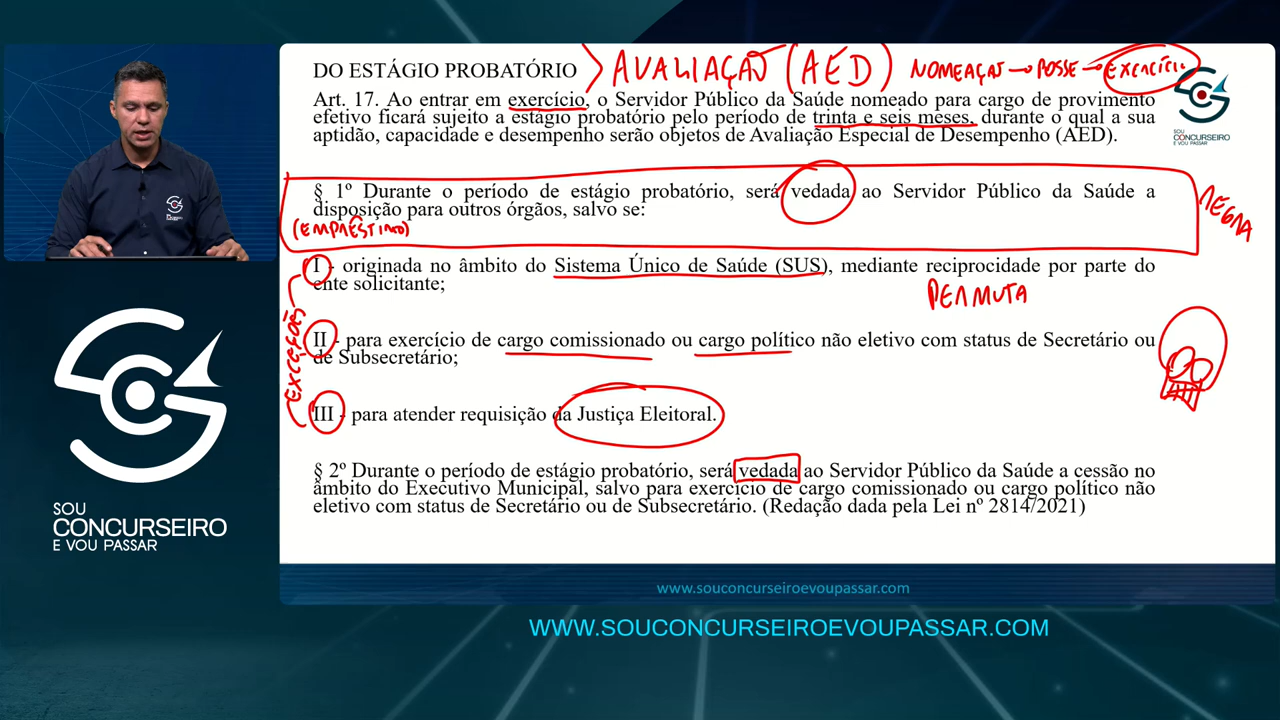 DO ESTÁGIO PROBATÓRIO > AVALIAÇÃO (AED) NOMEAÇÃO → POSSE → EXERCÍCIO
Art. 17. Ao entrar em exercício, o Servidor Público da Saúde nomeado para cargo de provimento
efetivo ficará sujeito a estágio probatório pelo período de trinta e seis meses, durante o qual a sua
aptidão, capacidade e desempenho serão objetos de Avaliação Especial de Desempenho (AED).
SOU
CONCURSEIRO
E VOU PASSAR
§ 1º Durante o período de estágio probatório, será vedada ao Servidor Público da Saúde a
disposição para outros órgãos, salvo se:
(EMPRÉSTIMO)
REGRA
I - originada no âmbito do Sistema Único de Saúde (SUS), mediante reciprocidade por parte do
ente solicitante;
PERMUTA
EXCEÇÕES
II - para exercício de cargo comissionado ou cargo político não eletivo com status de Secretário ou
de Subsecretário;
III - para atender requisição da Justiça Eleitoral.
§ 2º Durante o período de estágio probatório, será vedada ao Servidor Público da Saúde a cessão no
âmbito do Executivo Municipal, salvo para exercício de cargo comissionado ou cargo político não
eletivo com status de Secretário ou de Subsecretário. (Redação dada pela Lei nº 2814/2021)
SOU
CONCURSEIRO
E VOU PASSAR
www.souconcurseiroevoupassar.com
WWW.SOUCONCURSEIROEVOUPASSAR.COM